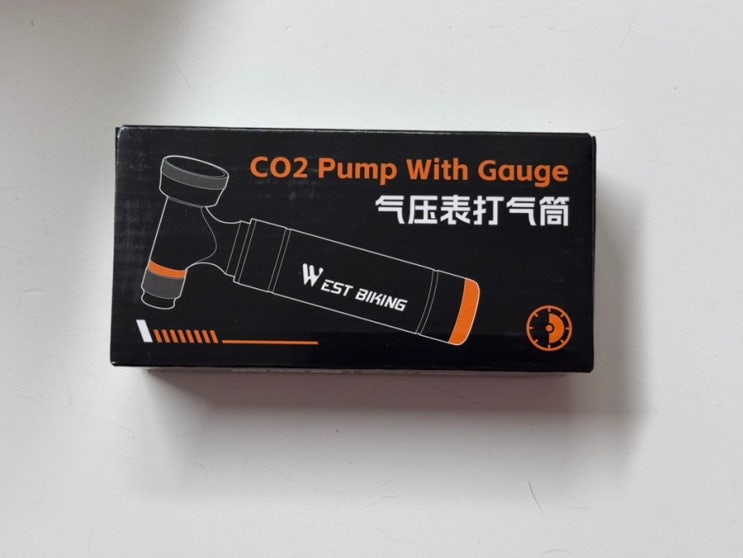 CO2 Pump With Gauge
气压表打气筒
WEST BIKING